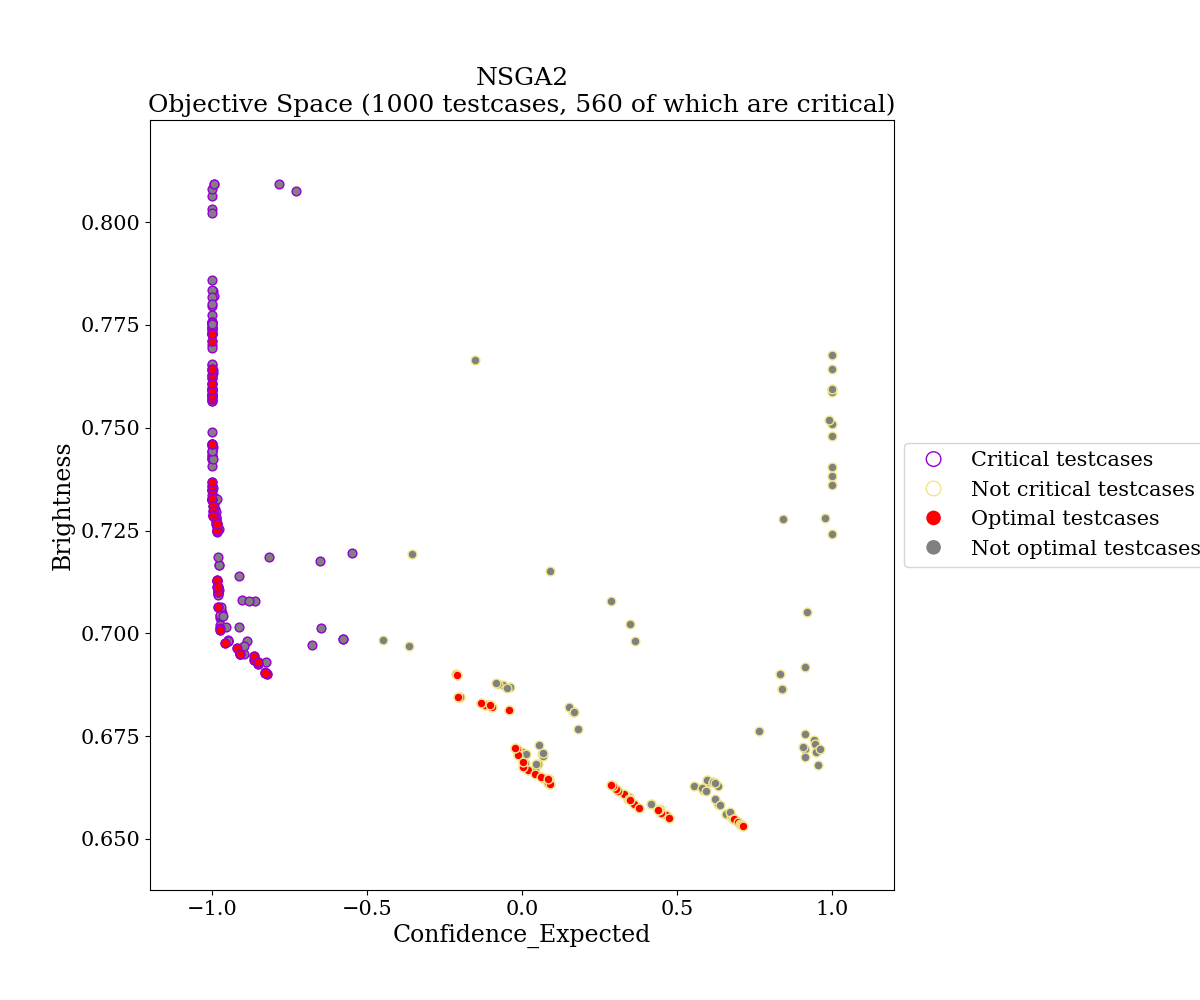 NSGA2
Objective Space (1000 testcases, 560 of which are critical)
0.800
0.775
0.750
0.725
0.700
0.675
0.650
Brightness
−1.0
−0.5
0.0
0.5
1.0
Confidence_Expected
Critical testcases
Not critical testcases
Optimal testcases
Not optimal testcases